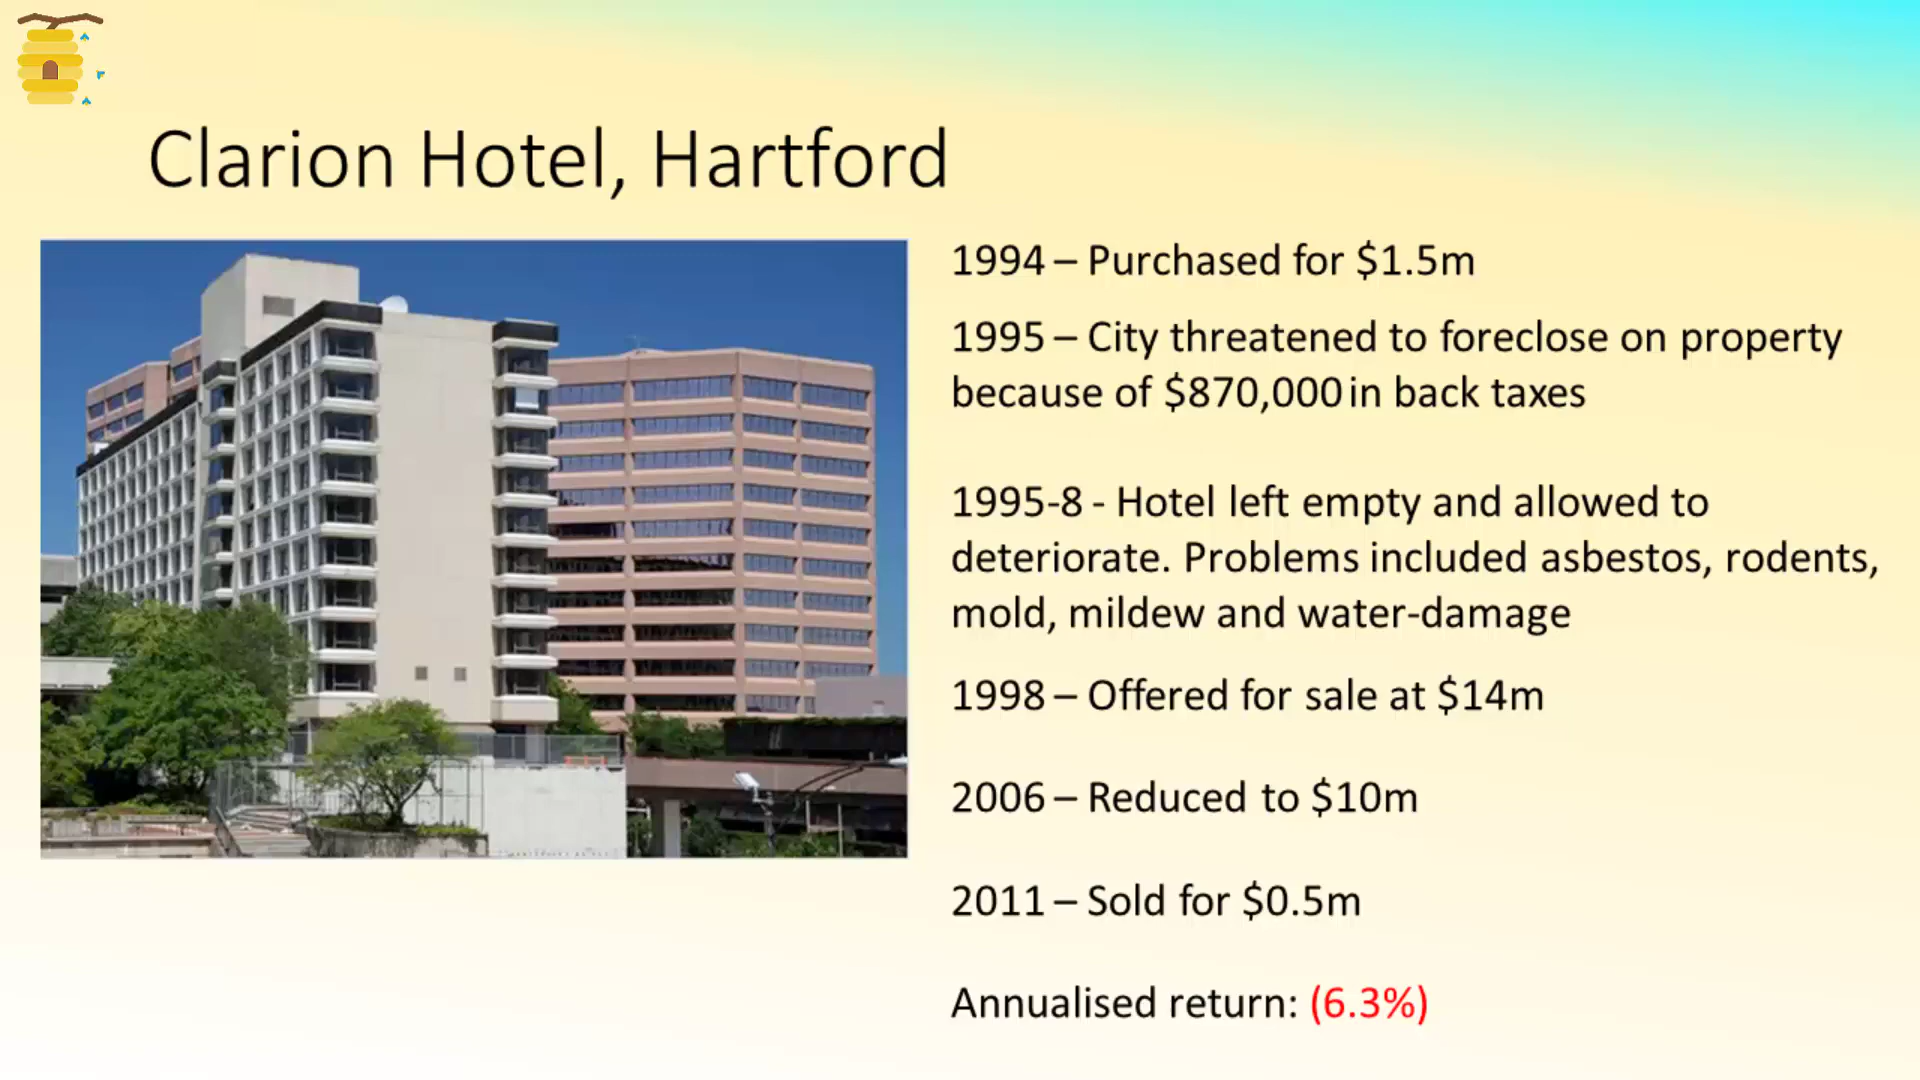 Clarion Hotel, Hartford
1994 – Purchased for $1.5m
1995 – City threatened to foreclose on property
because of $870,000 in back taxes
1995-8 - Hotel left empty and allowed to
deteriorate. Problems included asbestos, rodents,
mold, mildew and water-damage
1998 – Offered for sale at $14m
2006 – Reduced to $10m
2011 – Sold for $0.5m
Annualised return: (6.3%)